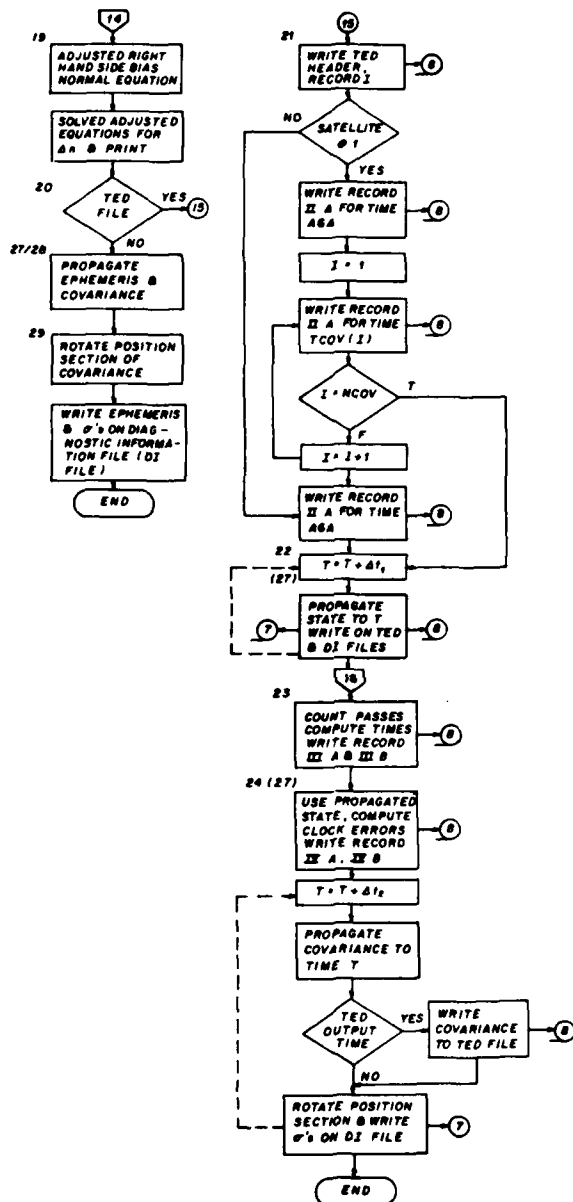 14
19
ADJUSTED RIGHT
HAND SIDE BIAS
NORMAL EQUATION
SOLVED ADJUSTED
EQUATIONS FOR
Δn & PRINT
20
TED
FILE
YES
15
NO
27/28
PROPAGATE
EPHEMERIS &
COVARIANCE
29
ROTATE POSITION
SECTION OF
COVARIANCE
WRITE EPHEMERIS
& σ's ON DIAG-
NOSTIC INFORMA-
TION FILE (DI
FILE)
END
15
21
WRITE TED
HEADER,
RECORD I
8
NO
SATELLITE
YES
WRITE RECORD
II A FOR TIME
AGA
8
I = 1
WRITE RECORD
II A FOR TIME
TCOV (I)
8
I = NCOV
T
F
I = I + 1
WRITE RECORD
II A FOR TIME
AGA
8
22
(27)
T = T + Δt₁
PROPAGATE
STATE TO T
WRITE ON TED
& DI FILES
7
8
16
23
COUNT PASSES
COMPUTE TIMES
WRITE RECORD
III A & III B
8
24 (27)
USE PROPAGATED
STATE, COMPUTE
CLOCK ERRORS
WRITE RECORD
IV A, IV B
8
T = T + Δt₂
PROPAGATE
COVARIANCE TO
TIME T
TED
OUTPUT
TIME
YES
WRITE
COVARIANCE
TO TED FILE
8
NO
ROTATE POSITION
SECTION & WRITE
σ's ON DI FILE
7
END